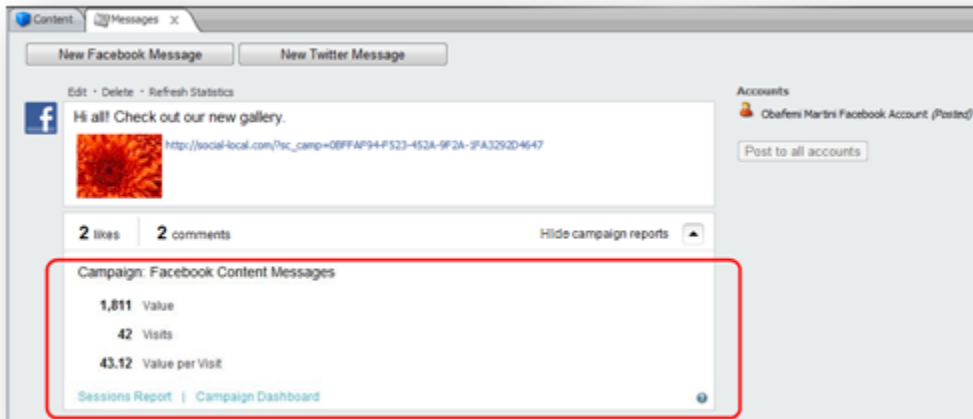 Content Messages X
New Facebook Message New Twitter Message
Edit · Delete · Refresh Statistics
Accounts
Hi all! Check out our new gallery.
Obafemi Martini Facebook Account (Posted)
http://social-local.com/?sc_camp=0BFFAF94-F523-452A-9F2A-1FA3292D4647
Post to all accounts
2 likes 2 comments Hide campaign reports
Campaign: Facebook Content Messages
1,811 Value
42 Visits
43.12 Value per Visit
Sessions Report | Campaign Dashboard